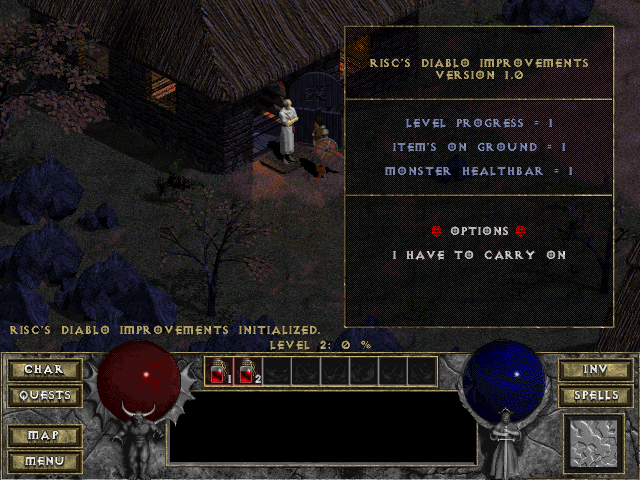 RISC'S DIABLO IMPROVEMENTS
VERSION 1.0
LEVEL PROGRESS = 1
ITEM'S ON GROUND = 1
MONSTER HEALTHBAR = 1
OPTIONS
I HAVE TO CARRY ON
RISC'S DIABLO IMPROVEMENTS INITIALIZED.
LEVEL 2: 0 %
CHAR
QUESTS
MAP
MENU
1
2
INV
SPELLS